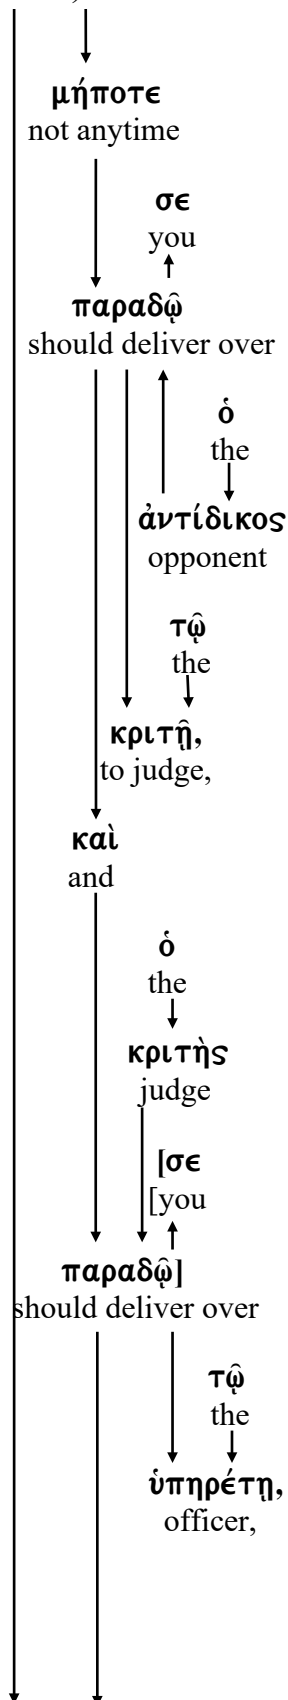 μήποτε
not anytime
σε
you
παραδῷ
should deliver over
ὁ
the
ἀντίδικος
opponent
τῷ
the
κριτῇ,
to judge,
καὶ
and
ὁ
the
κριτὴς
judge
[σε
[you
παραδῷ]
should deliver over
τῷ
the
ὑπηρέτῃ,
officer,